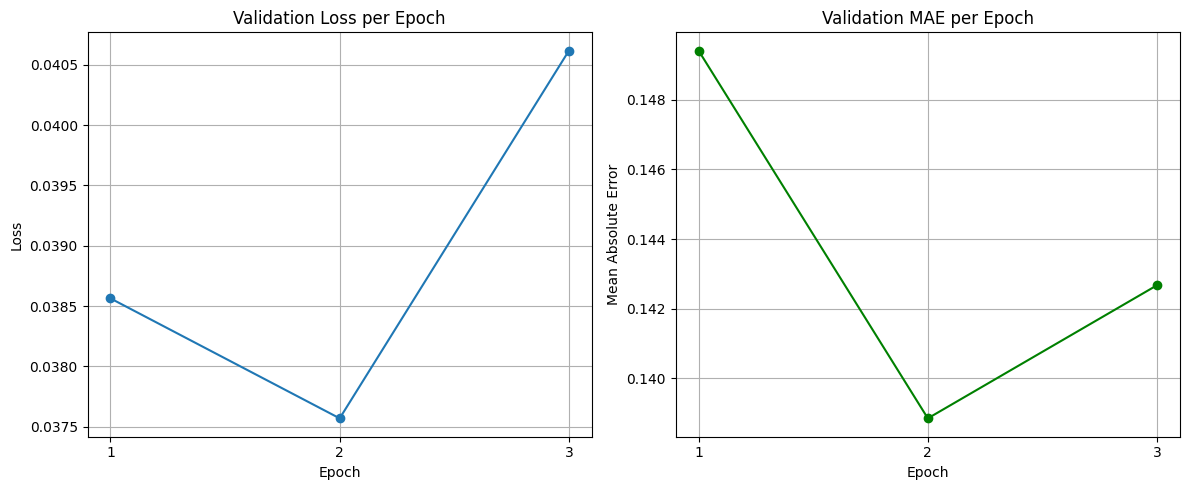 Validation Loss per Epoch
0.0405
0.0400
0.0395
0.0390
0.0385
0.0380
0.0375
Loss
1 2 3
Epoch
Validation MAE per Epoch
0.148
0.146
0.144
0.142
0.140
Mean Absolute Error
1 2 3
Epoch